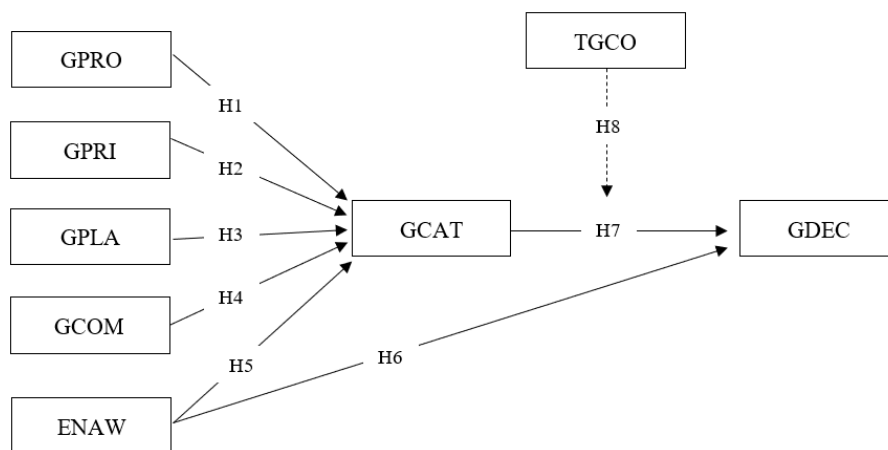 TGCO
GPRO
H1
GPRI
H8
H2
GPLA
H3
GCAT
H7
GDEC
GCOM
H4
H5
H6
ENAW